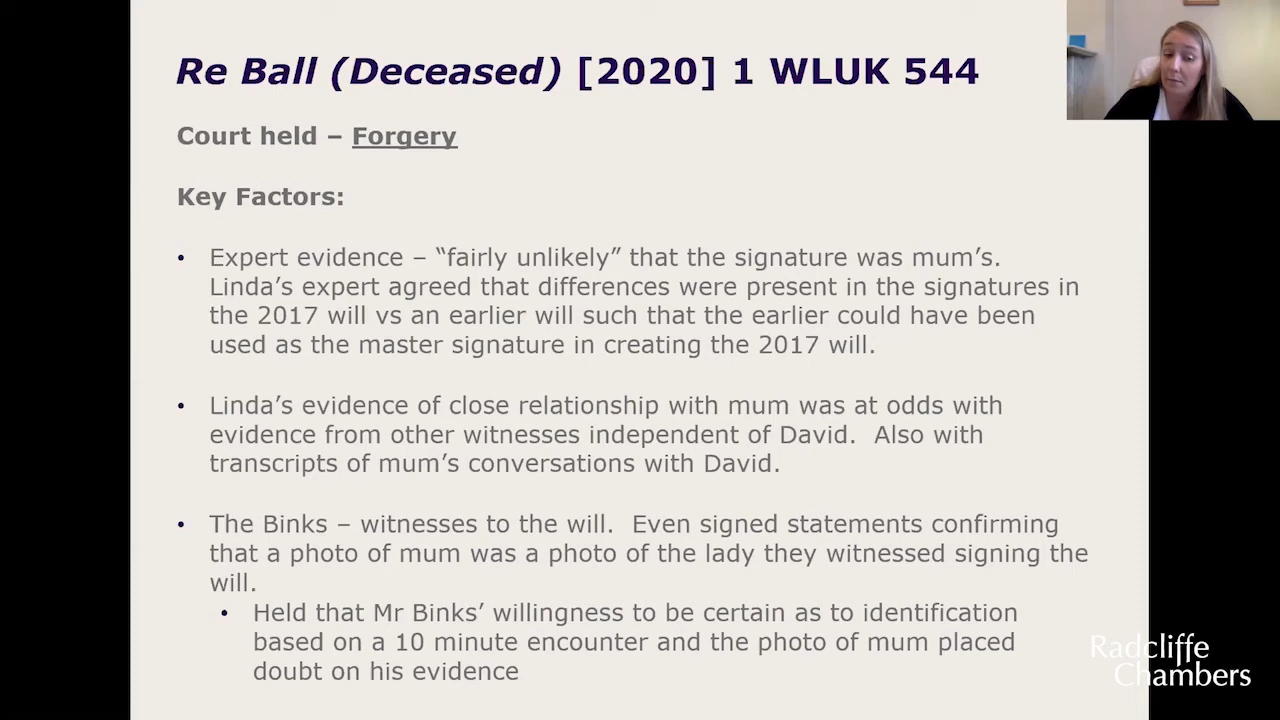 Re Ball (Deceased) [2020] 1 WLUK 544
Court held – Forgery
Key Factors:
• Expert evidence – “fairly unlikely” that the signature was mum’s.
Linda’s expert agreed that differences were present in the signatures in
the 2017 will vs an earlier will such that the earlier could have been
used as the master signature in creating the 2017 will.
• Linda’s evidence of close relationship with mum was at odds with
evidence from other witnesses independent of David. Also with
transcripts of mum’s conversations with David.
• The Binks – witnesses to the will. Even signed statements confirming
that a photo of mum was a photo of the lady they witnessed signing the
will.
• Held that Mr Binks’ willingness to be certain as to identification
based on a 10 minute encounter and the photo of mum placed
doubt on his evidence
Radcliffe
Chambers